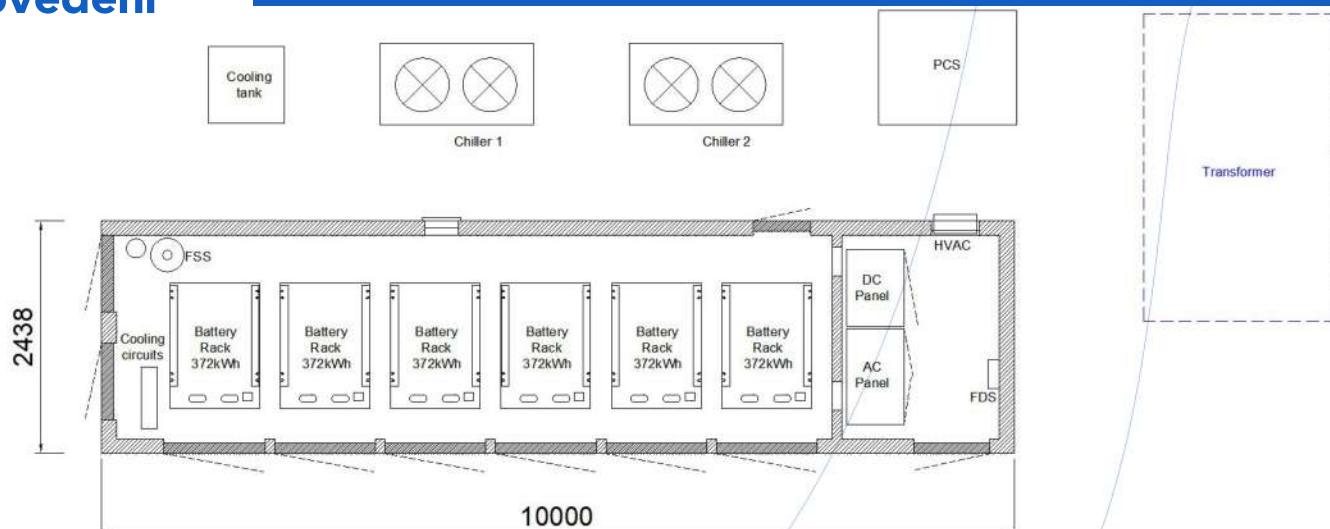 Cooling
tank
Chiller 1
Chiller 2
PCS
Transformer
HVAC
FSS
Cooling
circuits
Battery
Rack
372kWh
Battery
Rack
372kWh
Battery
Rack
372kWh
Battery
Rack
372kWh
Battery
Rack
372kWh
Battery
Rack
372kWh
DC
Panel
AC
Panel
FDS
2438
10000